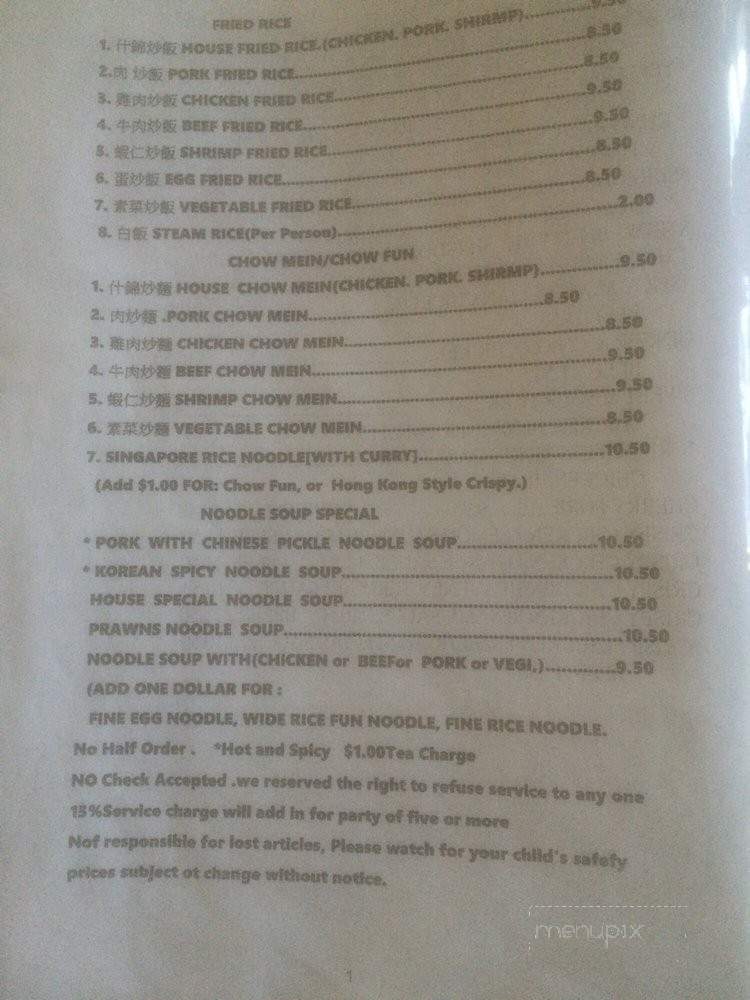 FRIED RICE
1. 什錦炒飯 HOUSE FRIED RICE.(CHICKEN. PORK. SHIRMP)..........9.50
2.肉 炒飯 PORK FRIED RICE..........8.50
3. 雞肉炒飯 CHICKEN FRIED RICE..........8.50
4. 牛肉炒飯 BEEF FRIED RICE..........9.50
5. 蝦仁炒飯 SHRIMP FRIED RICE..........9.50
6. 蛋炒飯 EGG FRIED RICE..........8.50
7. 素菜炒飯 VEGETABLE FRIED RICE..........8.50
8. 白飯 STEAM RICE(Per Person)..........2.00
CHOW MEIN/CHOW FUN
1. 什錦炒麵 HOUSE CHOW MEIN(CHICKEN. PORK. SHIRMP)..........9.50
2. 肉炒麵 .PORK CHOW MEIN..........8.50
3. 雞肉炒麵 CHICKEN CHOW MEIN..........8.50
4. 牛肉炒麵 BEEF CHOW MEIN..........9.50
5. 蝦仁炒麵 SHRIMP CHOW MEIN..........9.50
6. 素菜炒麵 VEGETABLE CHOW MEIN..........8.50
7. SINGAPORE RICE NOODLE[WITH CURRY]..........10.50
(Add $1.00 FOR: Chow Fun, or Hong Kong Style Crispy.)
NOODLE SOUP SPECIAL
* PORK WITH CHINESE PICKLE NOODLE SOUP..........10.50
* KOREAN SPICY NOODLE SOUP..........10.50
HOUSE SPECIAL NOODLE SOUP..........10.50
PRAWNS NOODLE SOUP..........10.50
NOODLE SOUP WITH(CHICKEN or BEEFor PORK or VEGI,)..........9.50
(ADD ONE DOLLAR FOR :
FINE EGG NOODLE, WIDE RICE FUN NOODLE, FINE RICE NOODLE.
No Half Order . *Hot and Spicy $1.00Tea Charge
NO Check Accepted .we reserved the right to refuse service to any one
15%Service charge will add in for party of five or more
Nof responsible for lost articles, Please watch for your child's safety
prices subject ot change without notice.
menupix
1